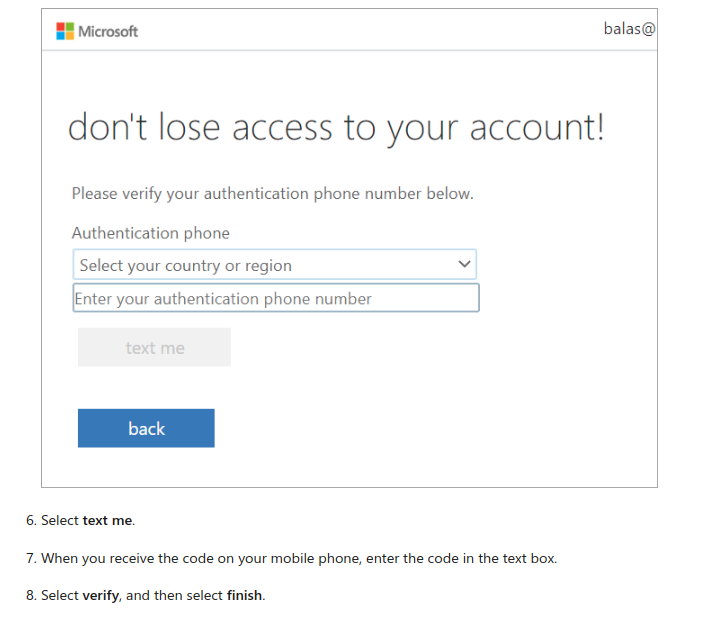 Microsoft
balas@
don't lose access to your account!
Please verify your authentication phone number below.
Authentication phone
Select your country or region
Enter your authentication phone number
text me
back
6. Select text me.
7. When you receive the code on your mobile phone, enter the code in the text box.
8. Select verify, and then select finish.